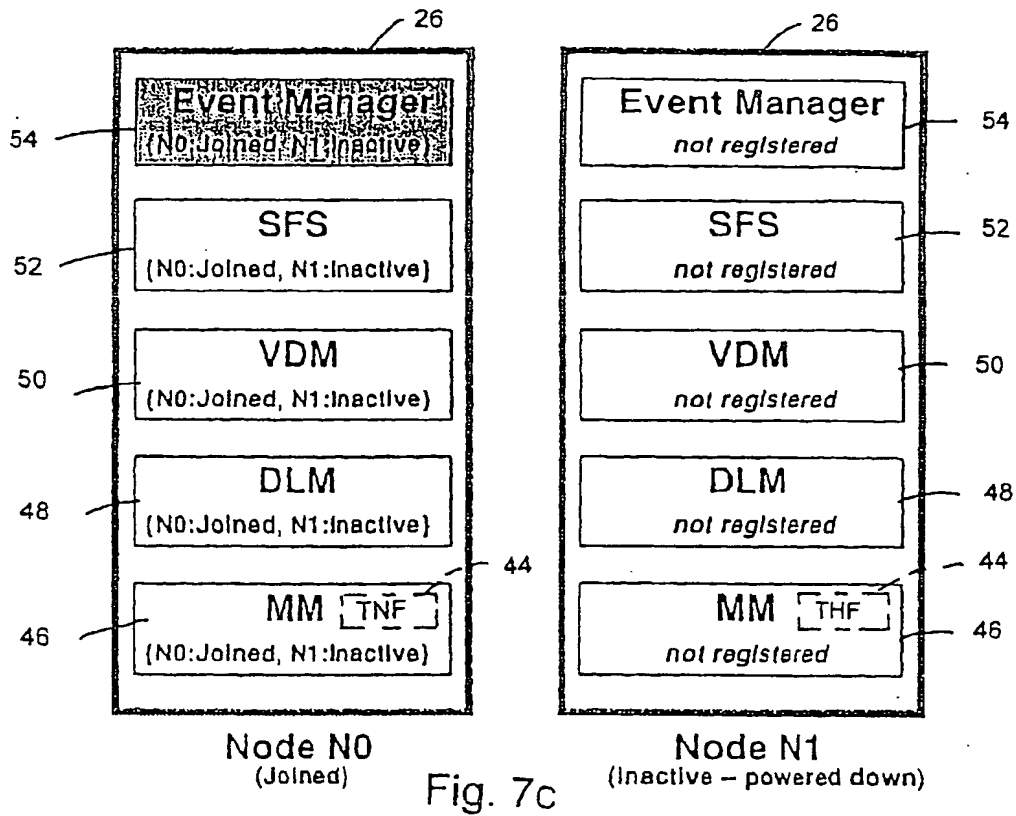 26
26
Event Manager
(N0:Joined, N1:Inactive)
54
Event Manager
not registered
54
SFS
(N0:Joined, N1:Inactive)
52
SFS
not registered
52
VDM
(N0:Joined, N1:Inactive)
50
VDM
not registered
50
DLM
(N0:Joined, N1:Inactive)
48
DLM
not registered
48
44
44
MM TNF
(N0:Joined, N1:Inactive)
46
MM THF
not registered
46
Node N0
(Joined)
Node N1
(Inactive – powered down)
Fig. 7c